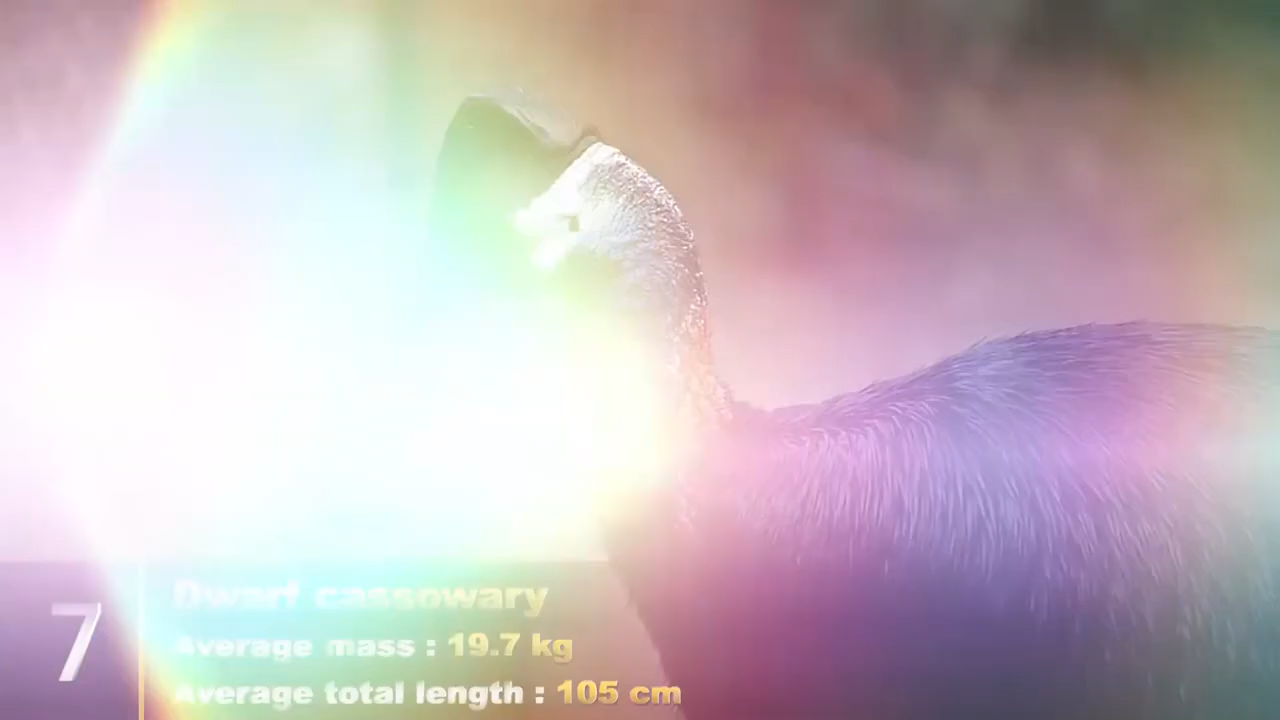 7
Dwarf cassowary
Average mass : 19.7 kg
Average total length : 105 cm